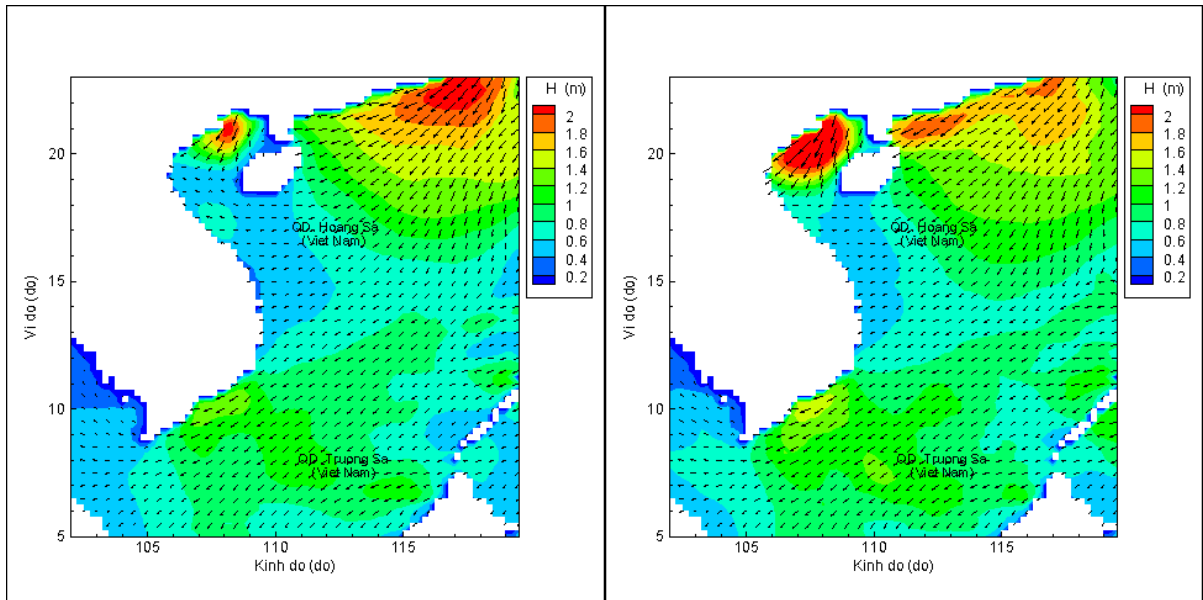 H (m)
2
1.8
1.6
1.4
1.2
1
0.8
0.6
0.4
0.2
20
15
10
5
Vi do (do)
QD. Hoang Sa
(Viet Nam)
QD. Truong Sa
(Viet Nam)
105
110
115
Kinh do (do)
H (m)
2
1.8
1.6
1.4
1.2
1
0.8
0.6
0.4
0.2
20
15
10
5
Vi do (do)
QD. Hoang Sa
(Viet Nam)
QD. Truong Sa
(Viet Nam)
105
110
115
Kinh do (do)